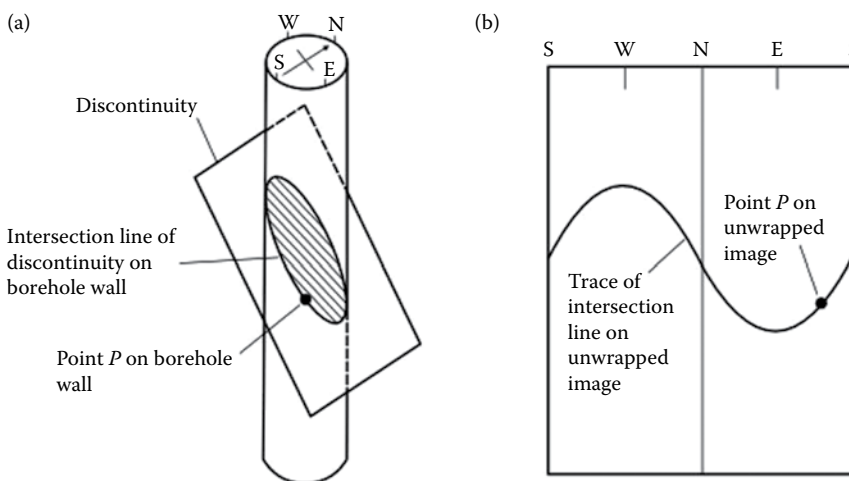 (a)
W
N
S
E
Discontinuity
Intersection line of
discontinuity on
borehole wall
Point P on borehole
wall
(b)
S
W
N
E
Point P on
unwrapped
image
Trace of
intersection
line on
unwrapped
image